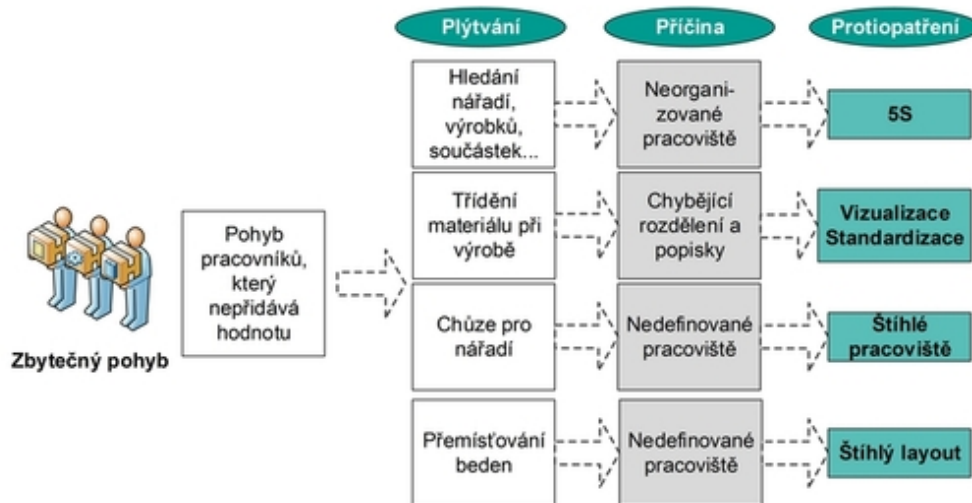 Plýtvání
Příčina
Protiopatření
Hledání
nářadí,
výrobků,
součástek...
Neorgani-
zované
pracoviště
5S
Třídění
materiálu při
výrobě
Chybějící
rozdělení a
popisky
Vizualizace
Standardizace
Pohyb
pracovníků,
který
nepřidává
hodnotu
Zbytečný pohyb
Chůze pro
nářadí
Nedefinované
pracoviště
Štíhlé
pracoviště
Přemísťování
beden
Nedefinované
pracoviště
Štíhlý layout